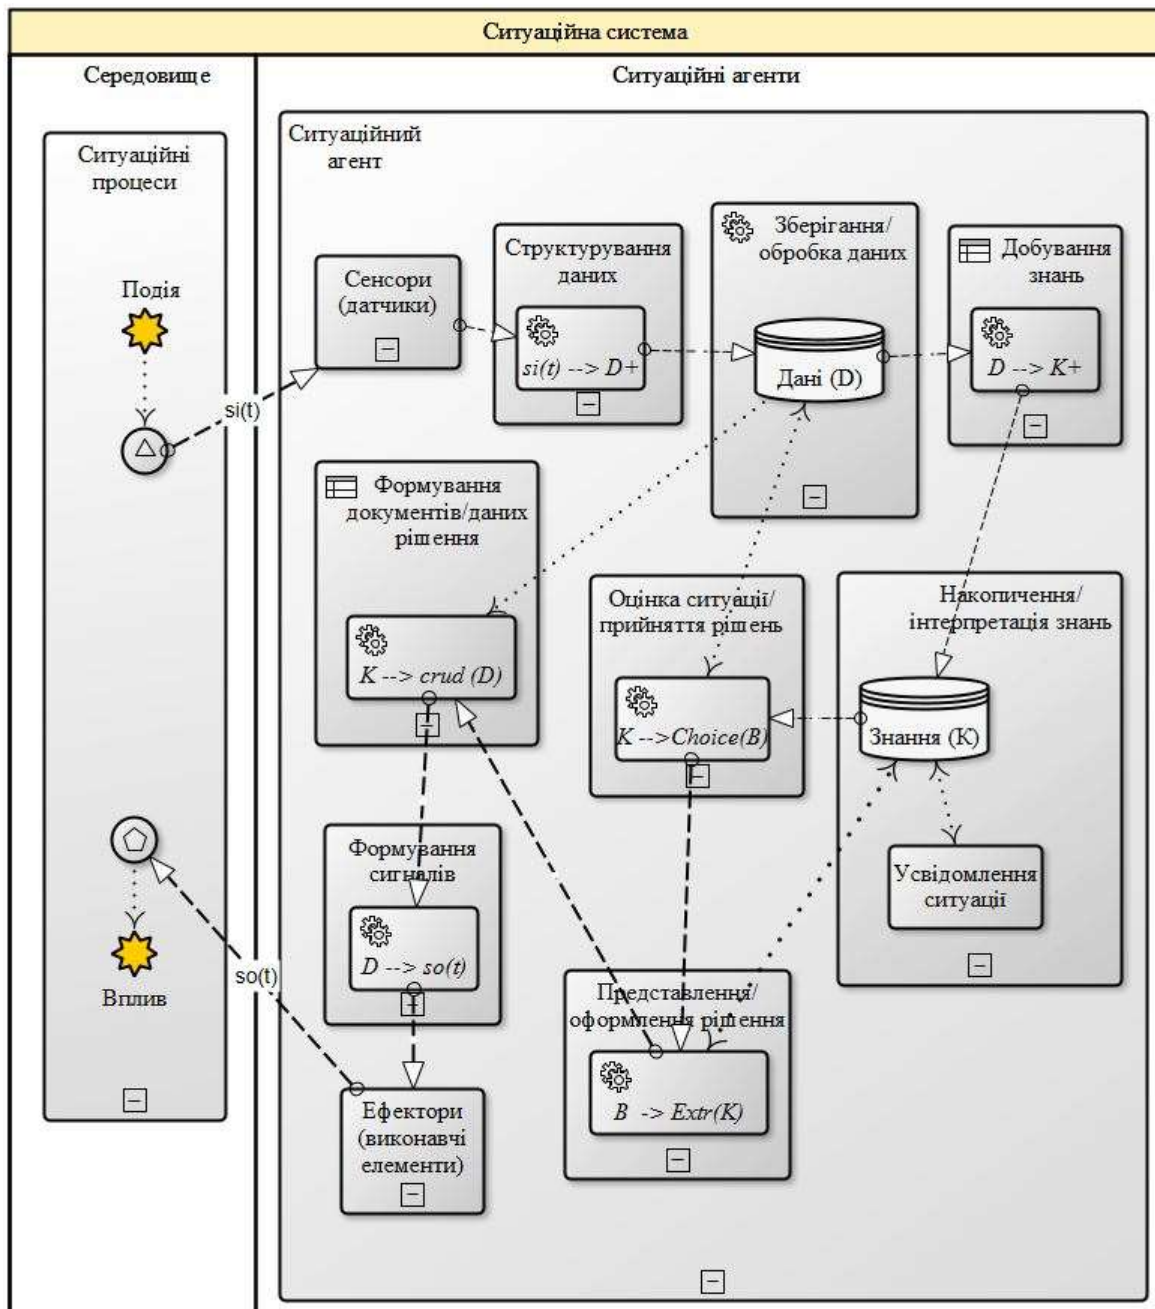 Ситуаційна система
Середовище
Ситуаційні агенти
Ситуаційні
процеси
Подія
si(t)
so(t)
Вплив
Ситуаційний
агент
Сенсори
(датчики)
Структурування
даних
si(t) --> D+
Зберігання/
обробка даних
Дані (D)
Добування
знань
D --> K+
Формування
документів/даних
рішення
K --> crud (D)
Оцінка ситуації/
прийняття рішень
K -->Choice(B)
Накопичення/
інтерпретація знань
Знання (K)
Усвідомлення
ситуації
Формування
сигналів
D --> so(t)
Представлення/
оформлення рішення
B -> Extr(K)
Ефектори
(виконавчі
елементи)